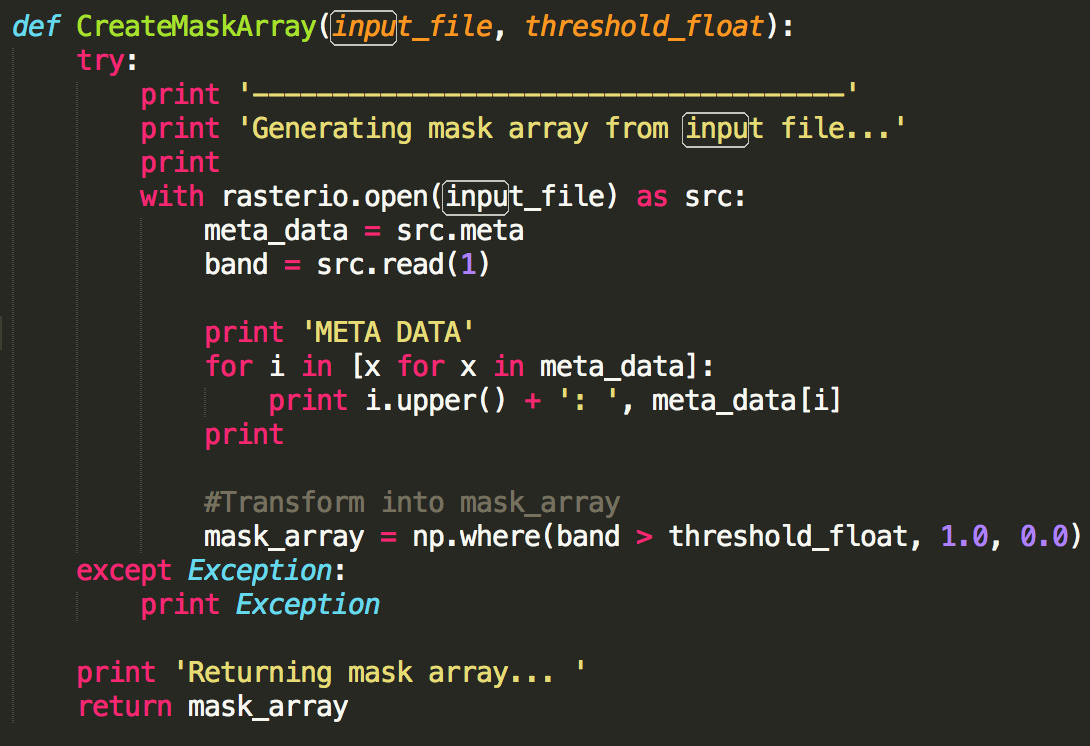 def CreateMaskArray(input_file, threshold_float):
    try:
        print '-------------------------------------'
        print 'Generating mask array from input file...'
        print
        with rasterio.open(input_file) as src:
            meta_data = src.meta
            band = src.read(1)

            print 'META DATA'
            for i in [x for x in meta_data]:
                print i.upper() + ': ', meta_data[i]
            print

            #Transform into mask_array
            mask_array = np.where(band > threshold_float, 1.0, 0.0)
    except Exception:
        print Exception

    print 'Returning mask array... '
    return mask_array